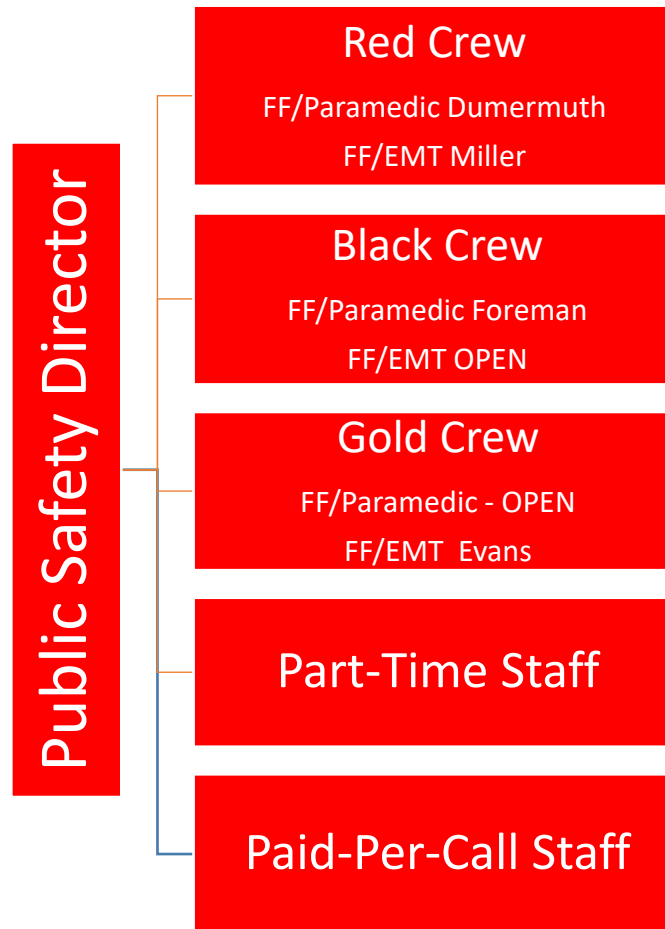 Public Safety Director
Red Crew
FF/Paramedic Dumermuth
FF/EMT Miller
Black Crew
FF/Paramedic Foreman
FF/EMT OPEN
Gold Crew
FF/Paramedic - OPEN
FF/EMT  Evans
Part-Time Staff
Paid-Per-Call Staff